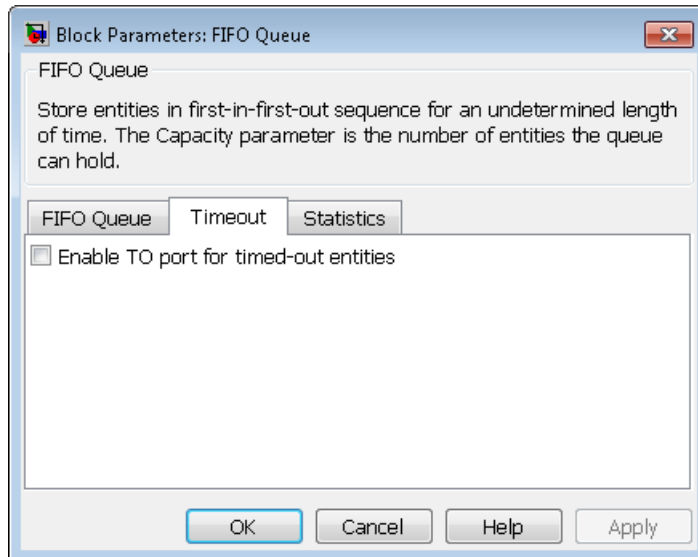 Block Parameters: FIFO Queue
FIFO Queue
Store entities in first-in-first-out sequence for an undetermined length
of time. The Capacity parameter is the number of entities the queue
can hold.
FIFO Queue Timeout Statistics
Enable TO port for timed-out entities
OK Cancel Help Apply